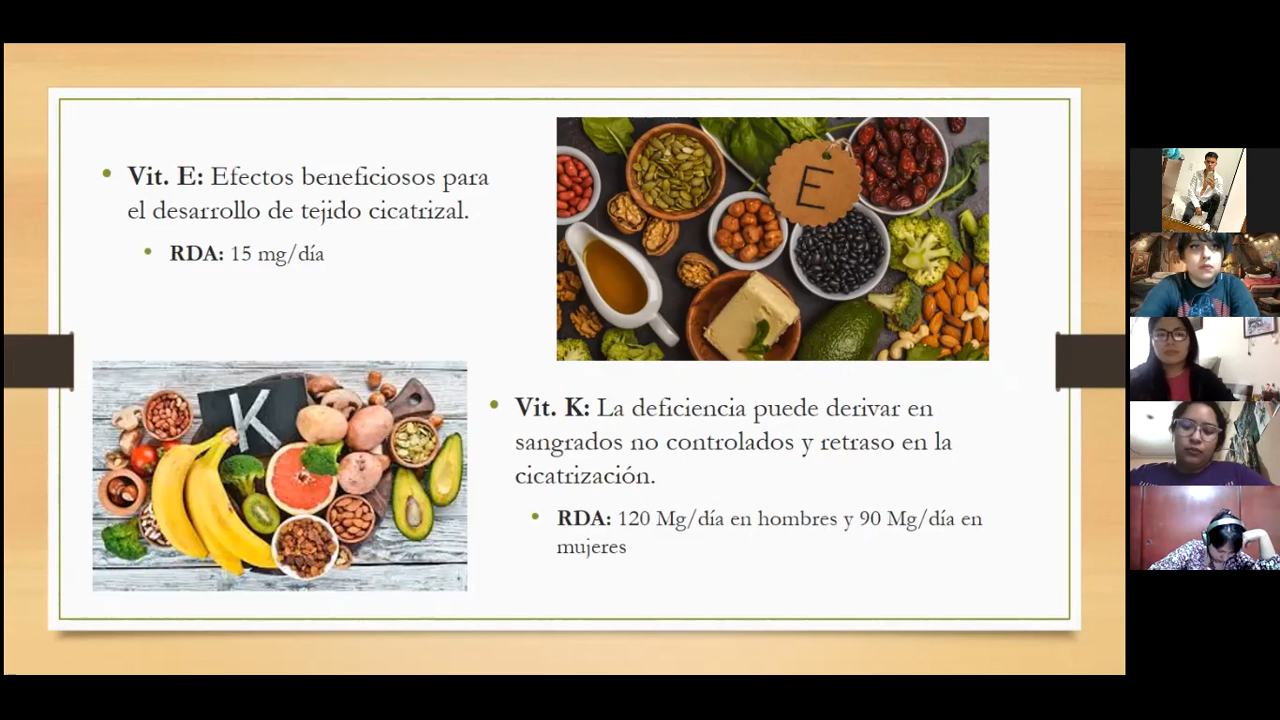 Vit. E: Efectos beneficiosos para
el desarrollo de tejido cicatrizal.
RDA: 15 mg/día
E
K
Vit. K: La deficiencia puede derivar en
sangrados no controlados y retraso en la
cicatrización.
RDA: 120 Mg/día en hombres y 90 Mg/día en
mujeres